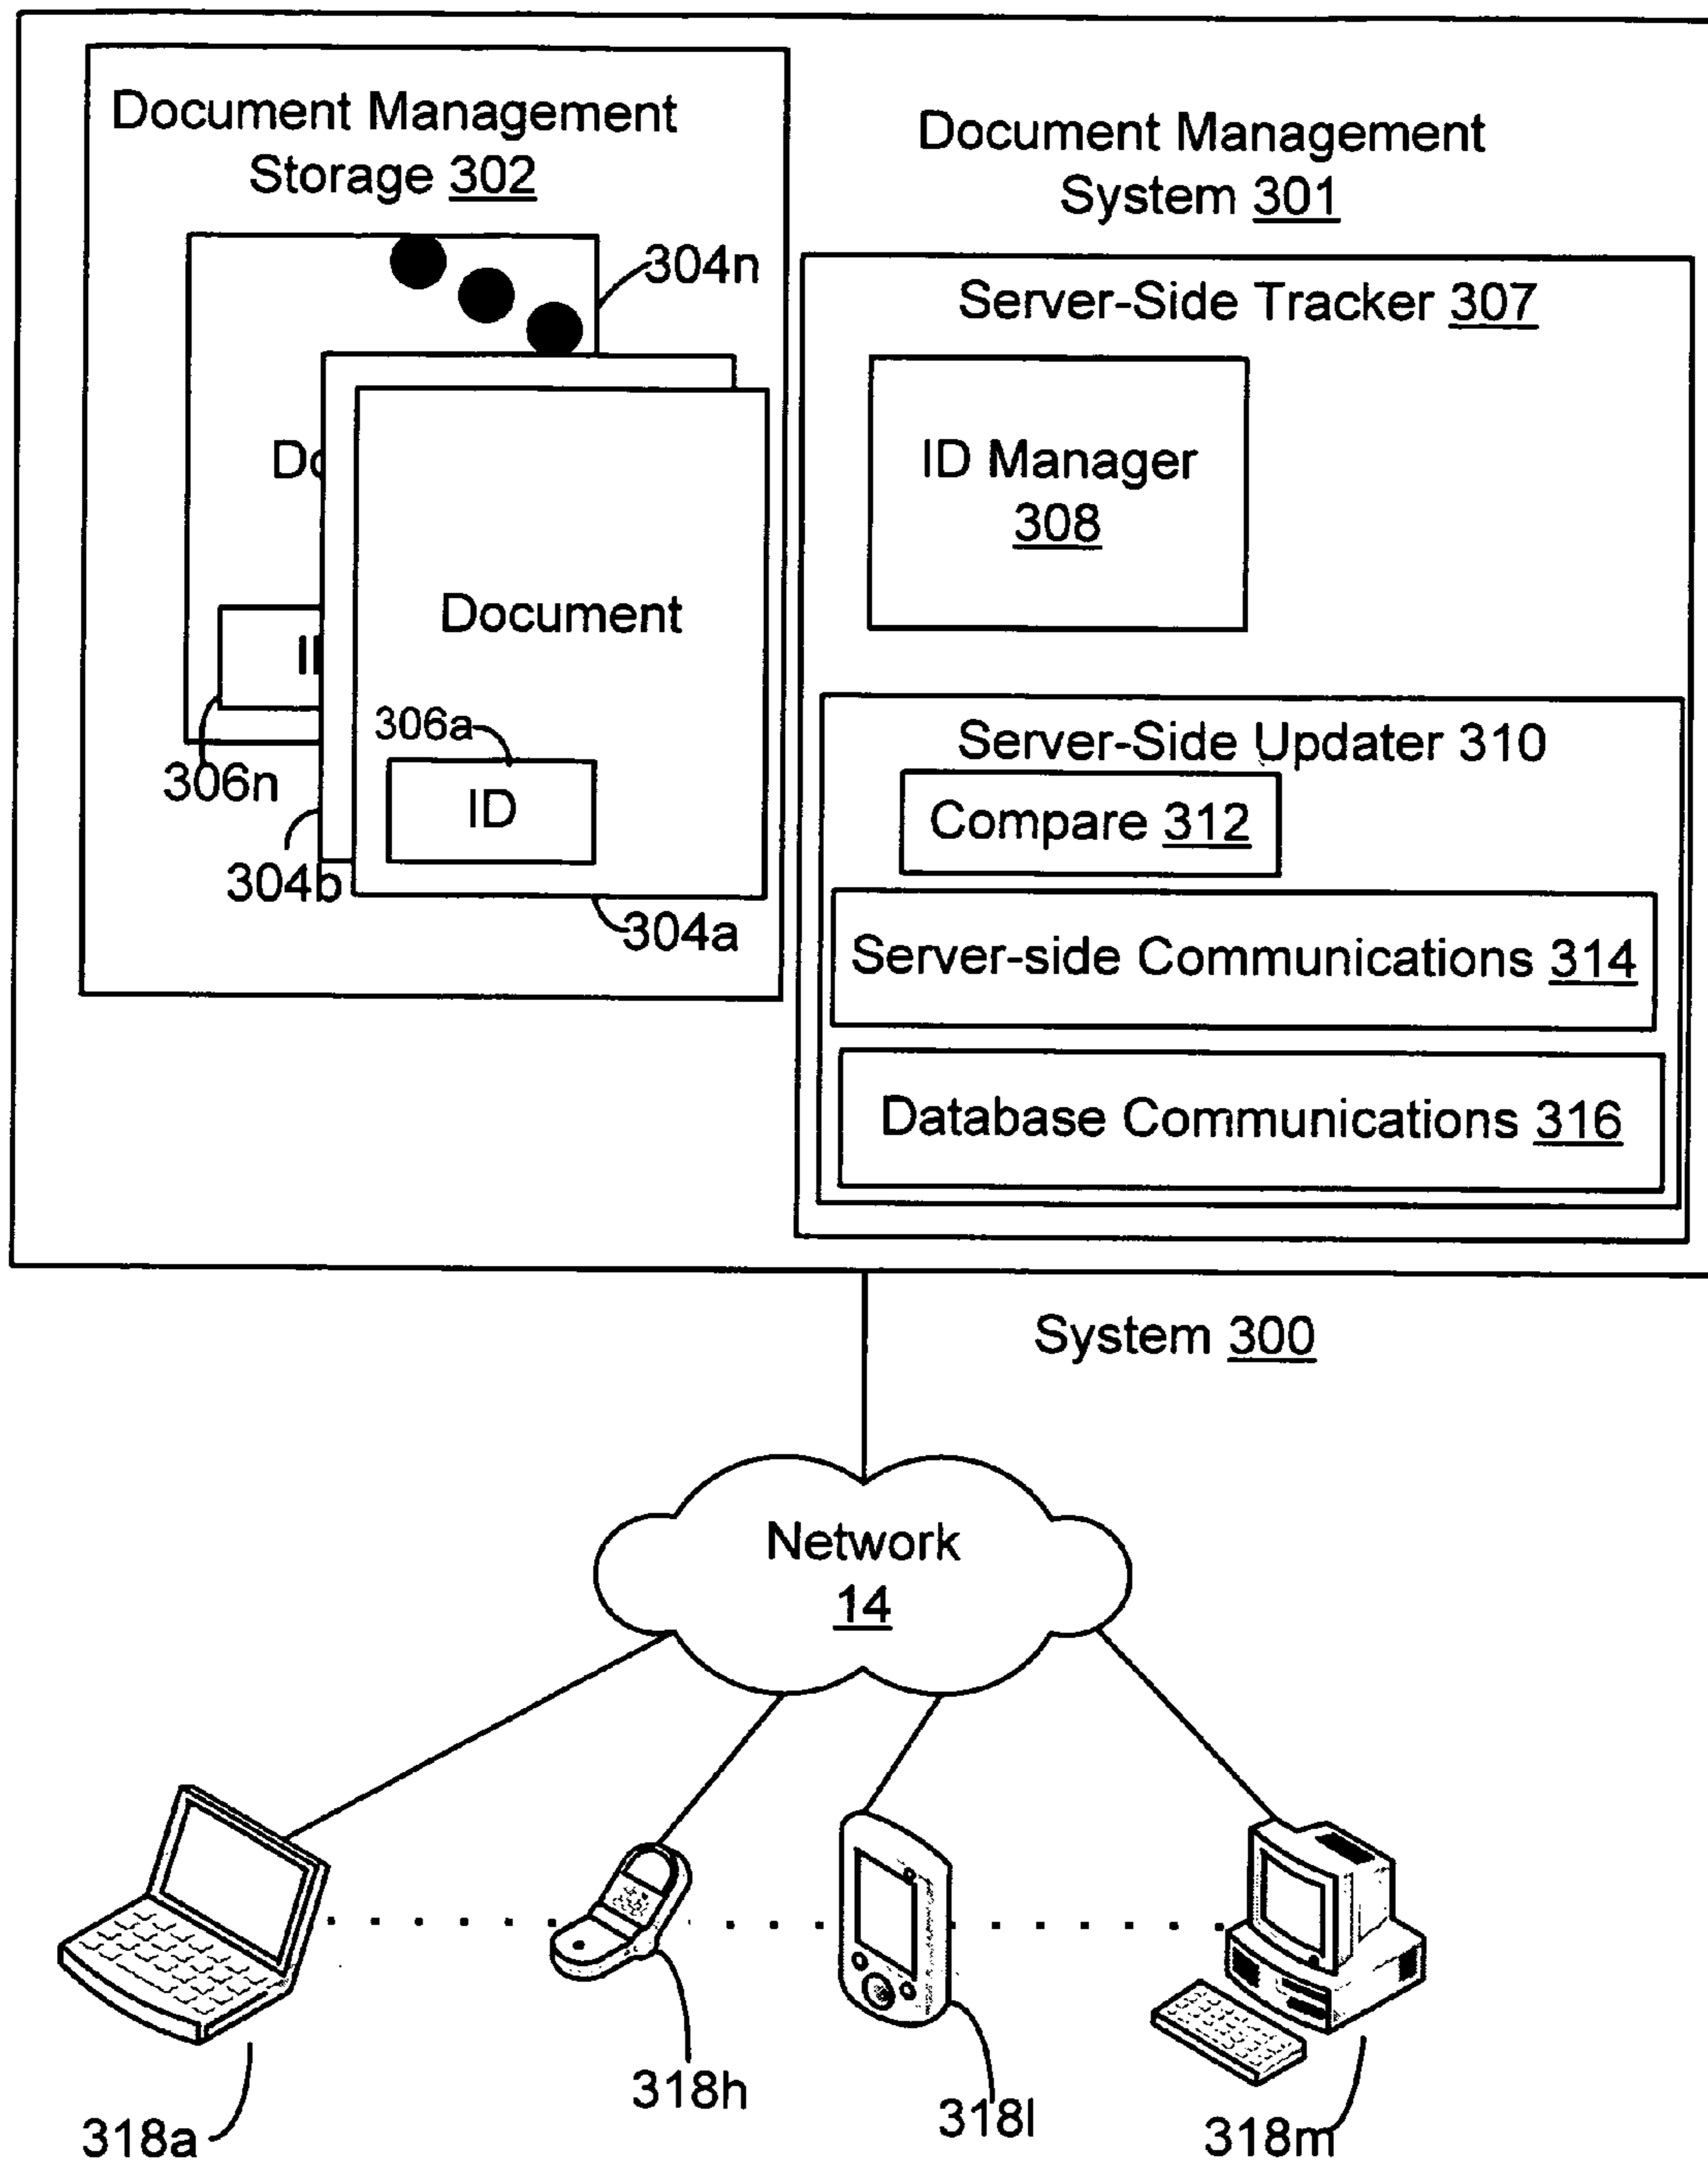 Document Management
Storage 302
Document Management
System 301
304n
Server-Side Tracker 307
ID Manager
308
Document
306a
ID
306n
304b
304a
Server-Side Updater 310
Compare 312
Server-side Communications 314
Database Communications 316
System 300
Network
14
318a
318h
318l
318m